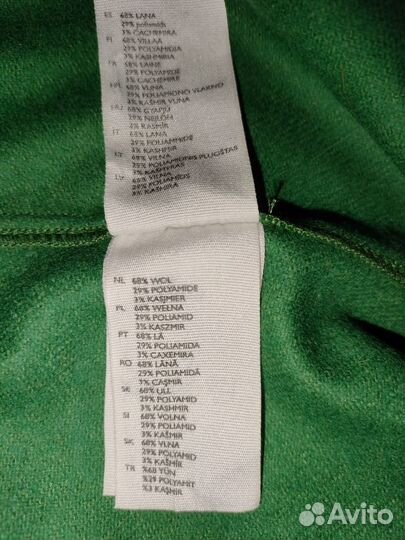 ES 68% LANA
29% poliamida
3% CACHEMIRA
FI 68% VILLAA
29% POLYAMIDIA
3% KASHMIRIA
FR 68% LAINE
29% POLYAMIDE
3% CACHEMIRE
HR 68% VUNA
29% POLIAMIDNO VLAKNO
3% KAŠMIR VUNA
HU 68% GYAPJÚ
29% NEJLON
3% KASMÍR
IT 68% LANA
29% POLIAMMIDE
3% KASHMIR
LT 68% VILNA
29% POLIAMIDINIS PLUOŠTAS
3% KAŠMYRAS
LV 68% VILNA
29% POLIAMĪDS
3% KAŠMIRA
NL 68% WOL
29% POLYAMIDE
3% KASJMIER
PL 68% WEŁNA
29% POLIAMID
3% KASZMIR
PT 68% LÃ
29% POLIAMIDA
3% CAXEMIRA
RO 68% LÂNĂ
29% POLIAMIDĂ
3% CAȘMIR
SE 68% ULL
29% POLYAMID
3% KASHMIR
SI 68% VOLNA
29% POLIAMID
3% KAŠMIR
SK 68% VLNA
29% POLYAMID
3% KAŠMÍR
TR %68 YÜN
%29 POLYAMIT
%3 KAŞMİR
Avito